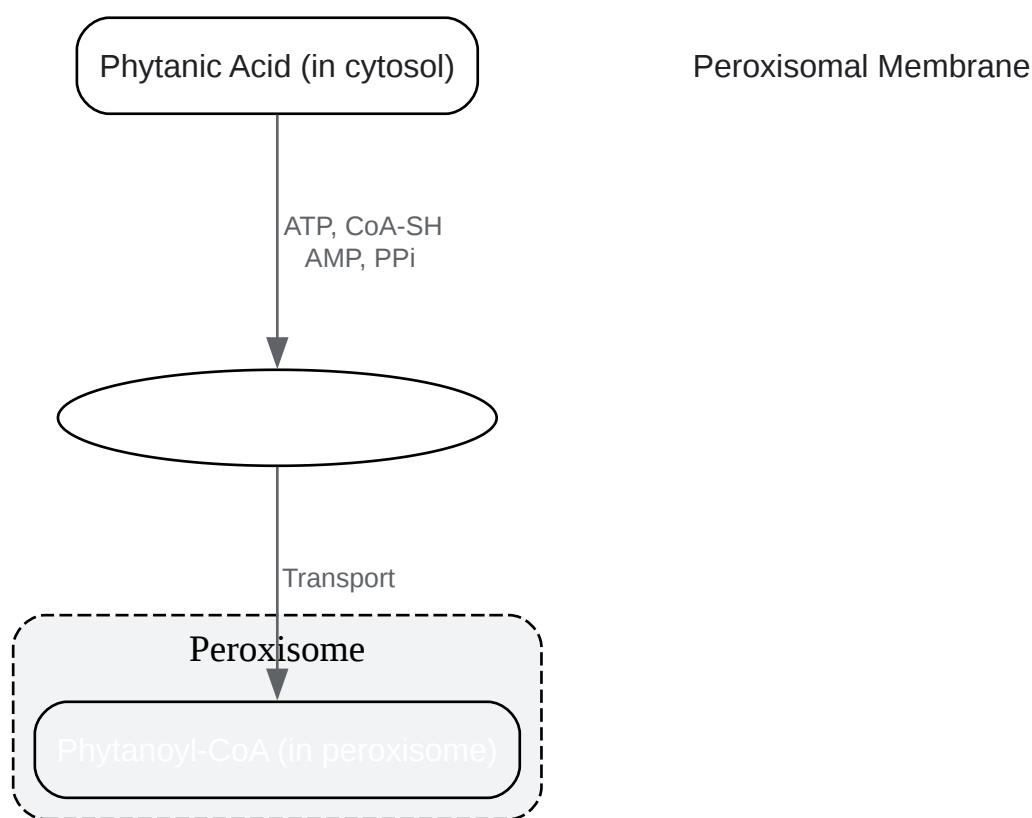 Phytanic Acid (in cytosol)
Peroxisomal Membrane
ATP, CoA-SH
AMP, PPi
Transport
Peroxisome
Phytanoyl-CoA (in peroxisome)